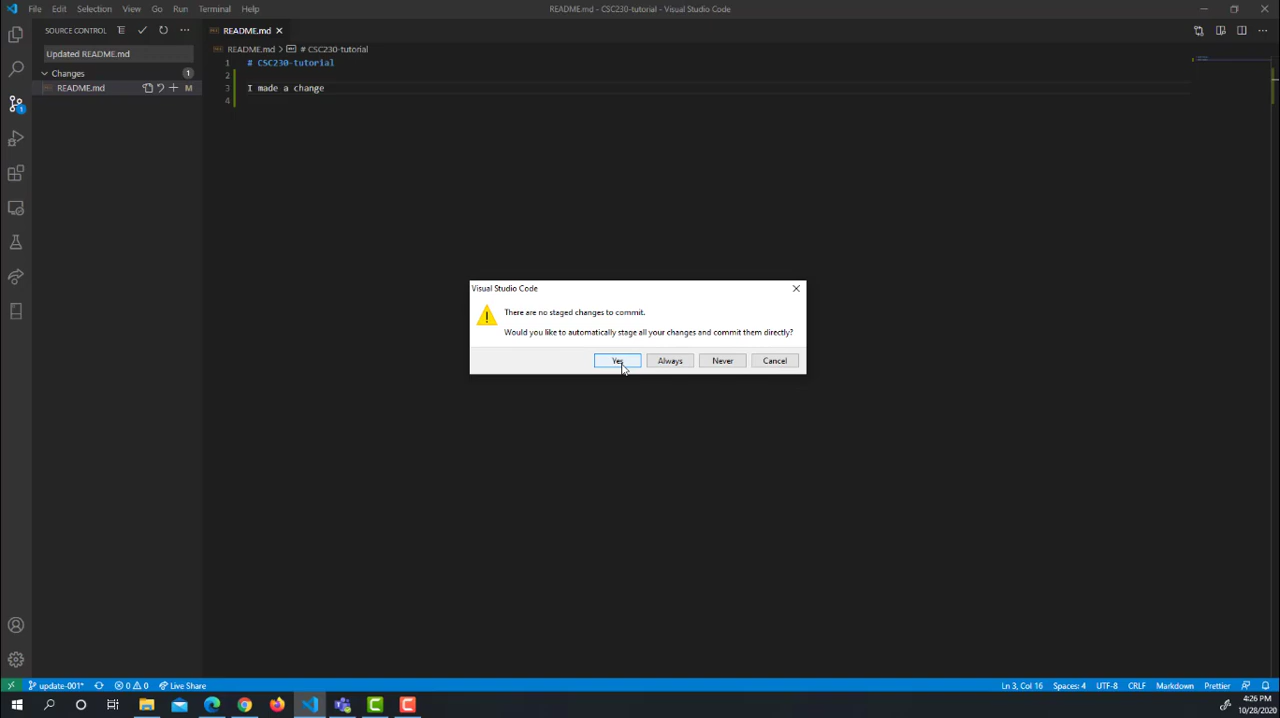 File Edit Selection View Go Run Terminal Help
README.md - CSC230-tutorial - Visual Studio Code
SOURCE CONTROL
README.md
Updated README.md
README.md > # CSC230-tutorial
Changes 1
1 # CSC230-tutorial
2
README.md M
3 I made a change
4
1
Visual Studio Code
There are no staged changes to commit.
Would you like to automatically stage all your changes and commit them directly?
Yes Always Never Cancel
update-001* 0 0 Live Share
Ln 3, Col 16 Spaces: 4 UTF-8 CRLF Markdown Prettier
4:26 PM
10/28/2020